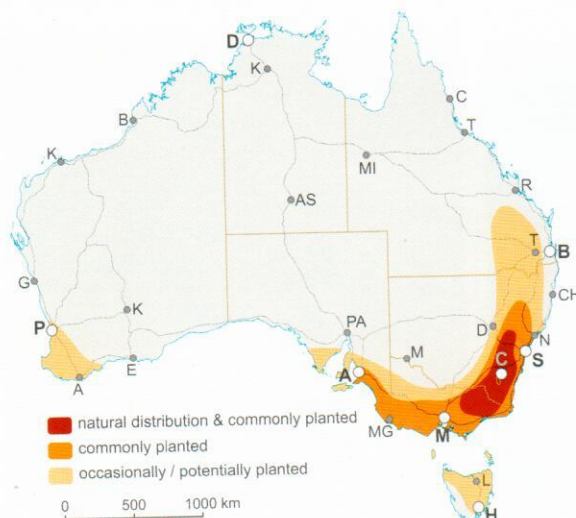 D
K
C
B
T
K
MI
R
AS
T
B
G
CH
K
PA
D
N
P
M
S
E
A
C
A
natural distribution & commonly planted
commonly planted
MG
M
occasionally / potentially planted
L
0 500 1000 km
H